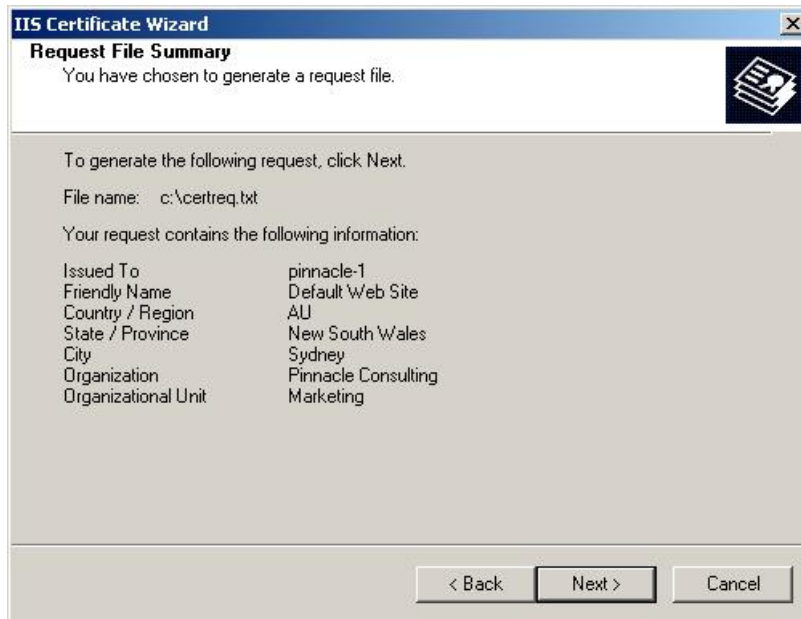 IIS Certificate Wizard
Request File Summary
You have chosen to generate a request file.
To generate the following request, click Next.
File name: c:\certreq.txt
Your request contains the following information:
Issued To pinnacle-1
Friendly Name Default Web Site
Country / Region AU
State / Province New South Wales
City Sydney
Organization Pinnacle Consulting
Organizational Unit Marketing
< Back Next > Cancel